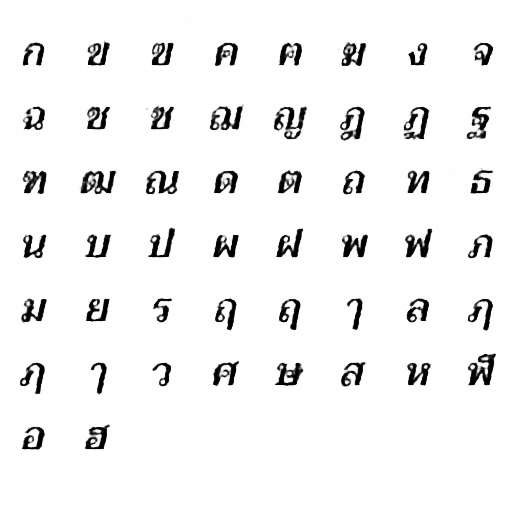 ก ข ฃ ค ฅ ฆ ง จ
ฉ ช ซ ฌ ญ ฎ ฏ ฐ
ฑ ฒ ณ ด ต ถ ท ธ
น บ ป ผ ฝ พ ฟ ภ
ม ย ร ฤ ฤ ๅ ล ฦ
ฦ ๅ ว ศ ษ ส ห ฬ
อ ฮ